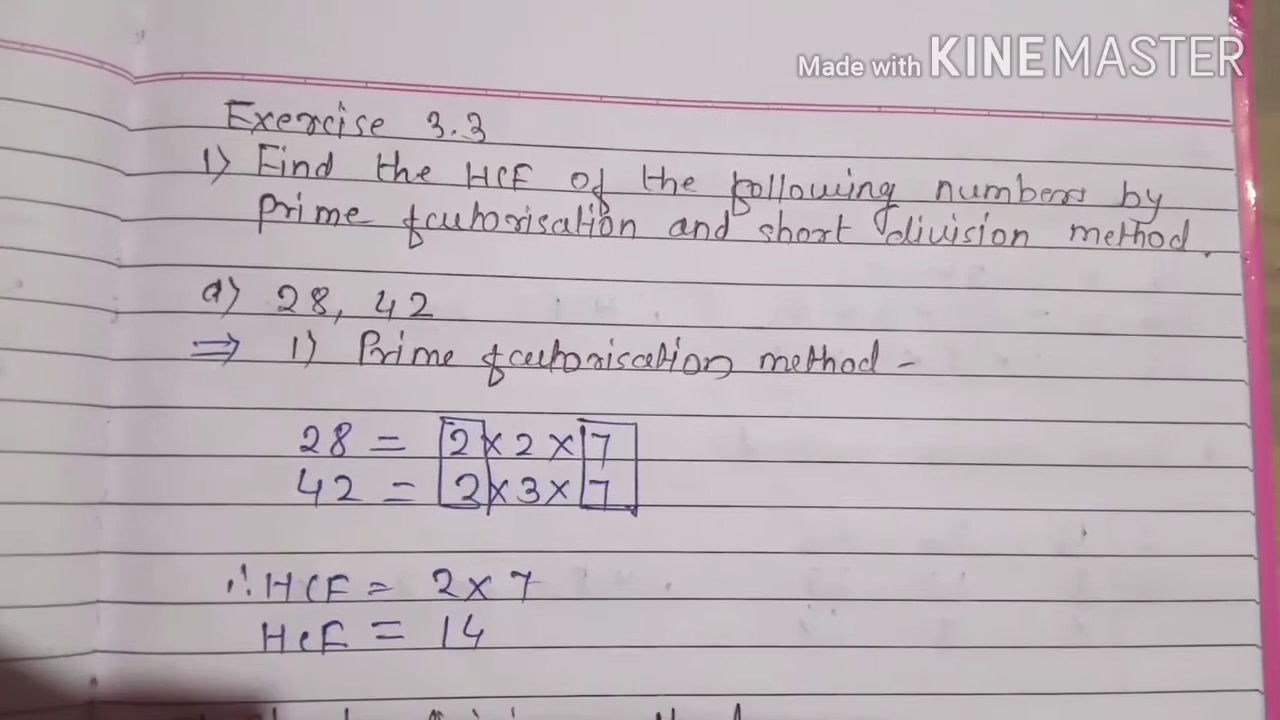 Made with KINEMASTER
Exercise 3.3
1) Find the HCF of the following numbers by
prime factorisation and short division method.
a) 28, 42
⇒ 1) Prime factorisation method -
28 = 2 × 2 × 7
42 = 2 × 3 × 7
∴ HCF = 2 × 7
HCF = 14